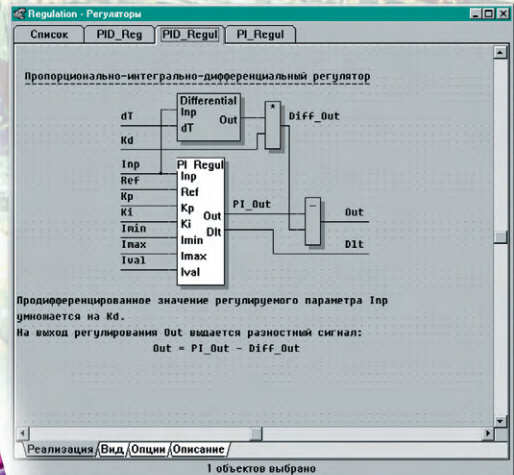 Regulation - Регуляторы
Список PID_Reg PID_Regul PI_Regul
Пропорционально-интегрально-дифференциальный регулятор
Differential
dT Inp Out * Diff_Out
dT
Kd
Inp PI_Regul
Inp
Ref Ref
Kp Kp PI_Out
Ki Ki Out - Out
Imin Dlt
Imin Dlt
Imax Imax
Ival Ival
Продифференцированное значение регулируемого параметра Inp
умножается на Kd.
На выход регулирования Out выдается разностный сигнал:
Out = PI_Out - Diff_Out
Реализация Вид Опции Описание
1 объектов выбрано